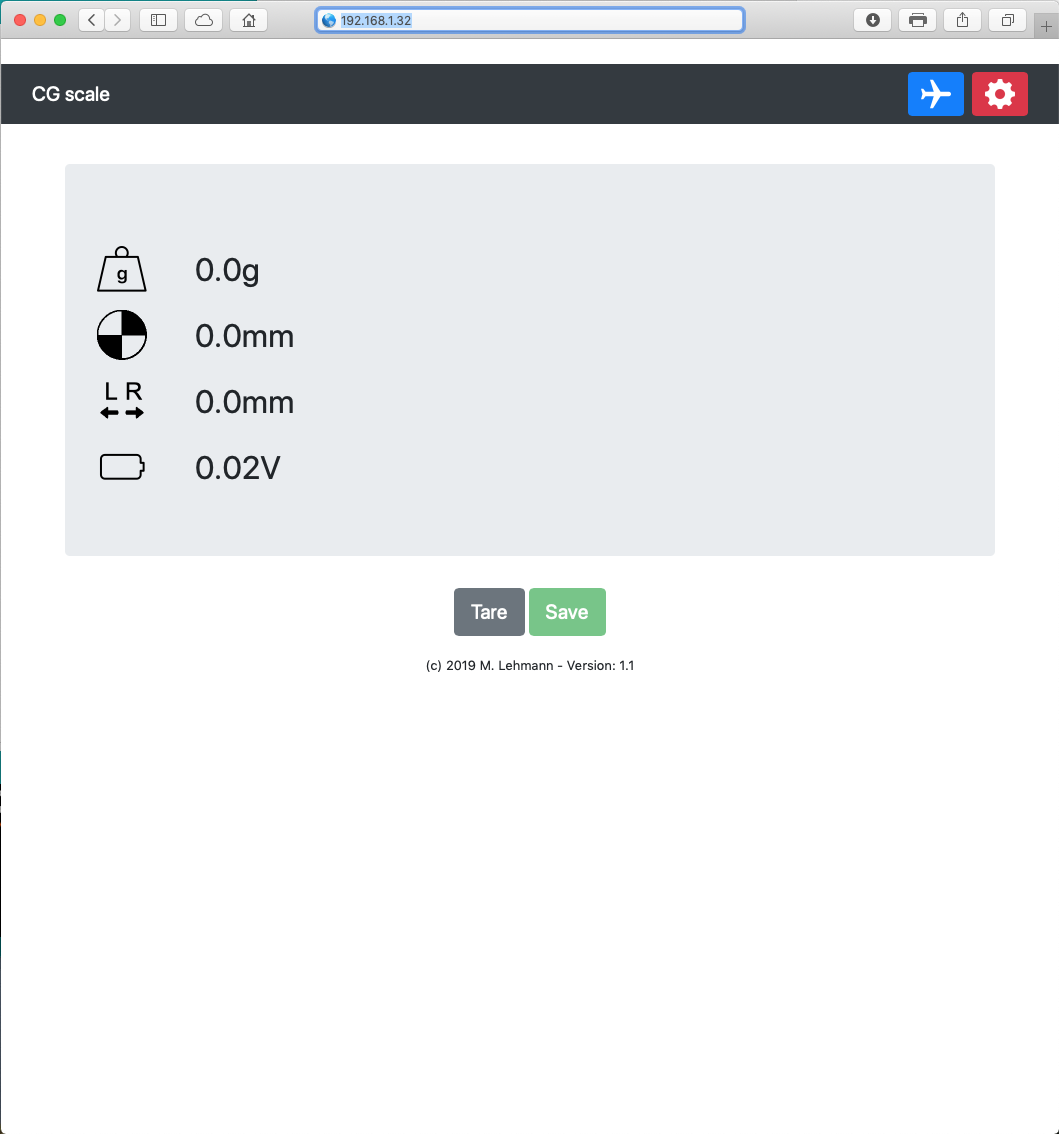 192.168.1.32
CG scale
g
0.0g
0.0mm
L R
0.0mm
0.02V
Tare
Save
(c) 2019 M. Lehmann - Version: 1.1